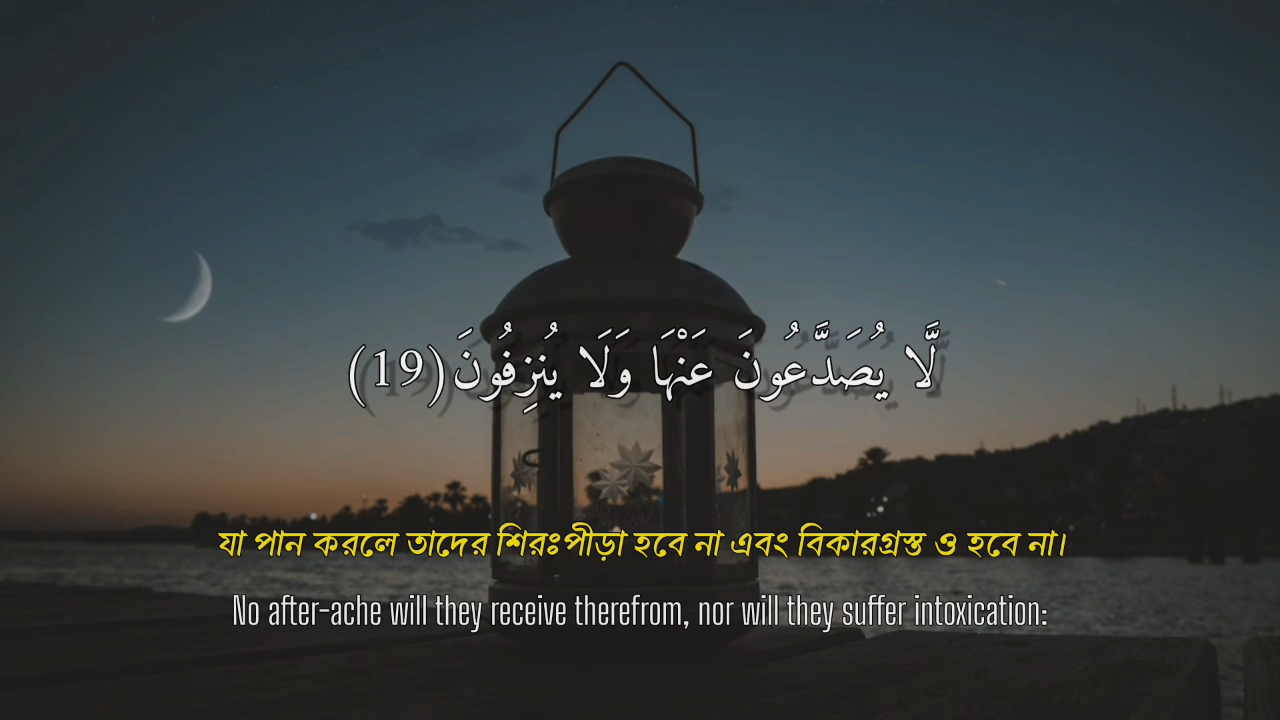 لَّا يُصَدَّعُونَ عَنْهَا وَلَا يُنزِفُونَ(19)
যা পান করলে তাদের শিরঃপীড়া হবে না এবং বিকারগ্রস্ত ও হবে না।
No after-ache will they receive therefrom, nor will they suffer intoxication: